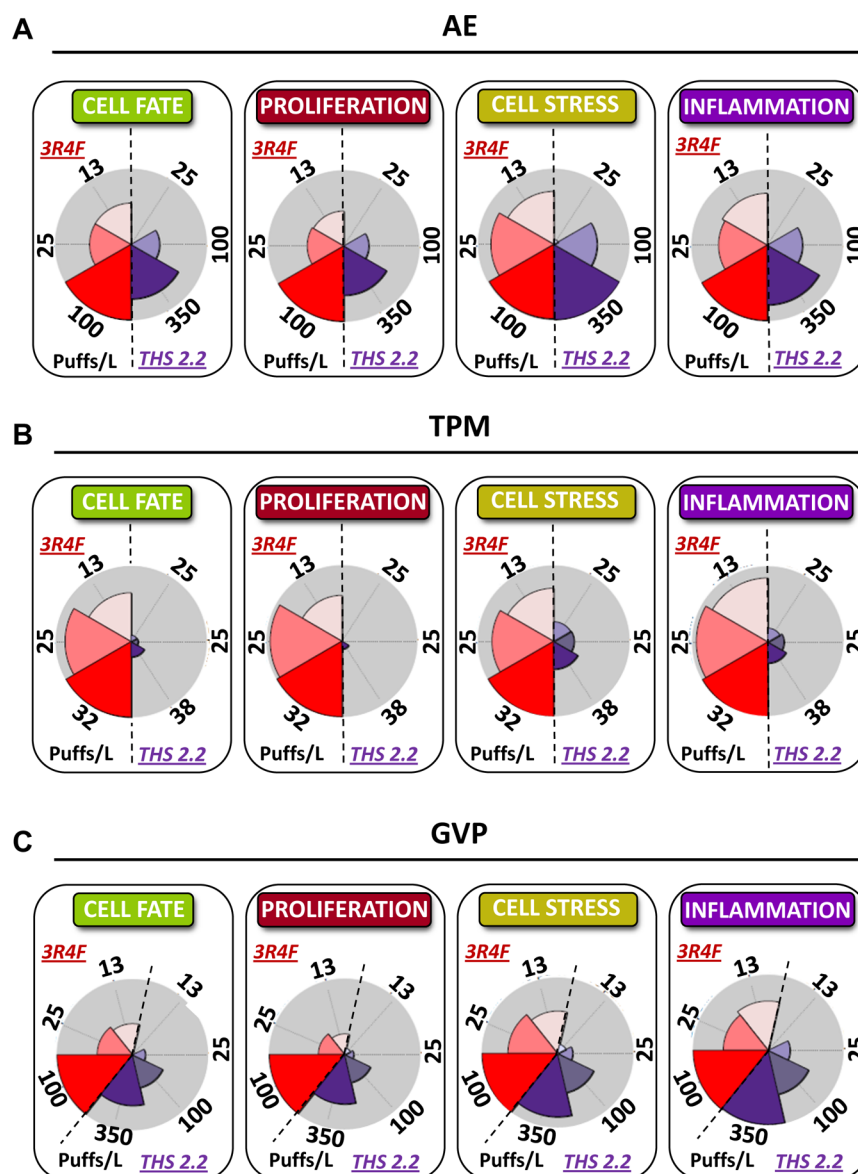 A
AE
CELL FATE PROLIFERATION CELL STRESS INFLAMMATION
3R4F 3R4F 3R4F 3R4F
13 25 13 25 13 25 13 25
25 100 25 100 25 100 25 100
100 350 100 350 100 350 100 350
Puffs/L THS 2.2 Puffs/L THS 2.2 Puffs/L THS 2.2 Puffs/L THS 2.2
B
TPM
CELL FATE PROLIFERATION CELL STRESS INFLAMMATION
3R4F 3R4F 3R4F 3R4F
13 25 13 25 13 25 13 25
25 25 25 25 25 25 25 25
32 38 32 38 32 38 32 38
Puffs/L THS 2.2 Puffs/L THS 2.2 Puffs/L THS 2.2 Puffs/L THS 2.2
C
GVP
CELL FATE PROLIFERATION CELL STRESS INFLAMMATION
3R4F 3R4F 3R4F 3R4F
13 13 13 13 13 13 13 13
25 25 25 25 25 25 25 25
100 100 100 100 100 100 100 100
350 350 350 350
Puffs/L THS 2.2 Puffs/L THS 2.2 Puffs/L THS 2.2 Puffs/L THS 2.2